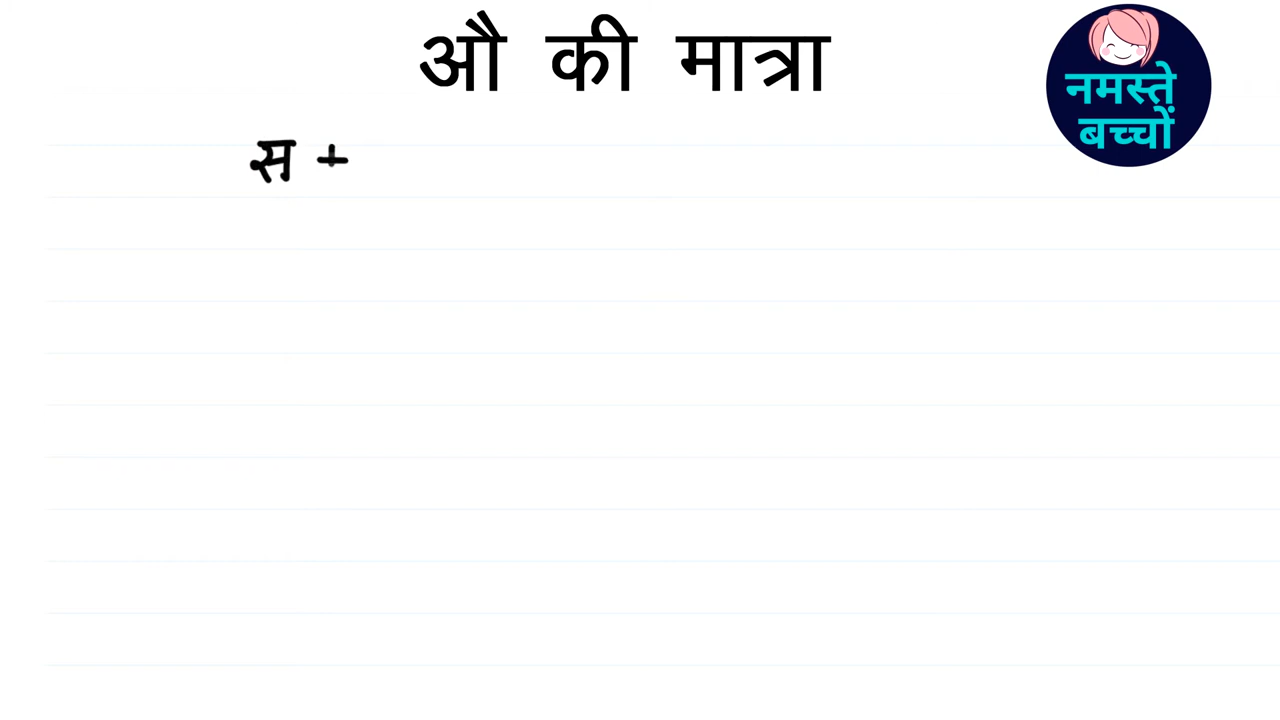 औ की मात्रा
नमस्ते
बच्चों
स +